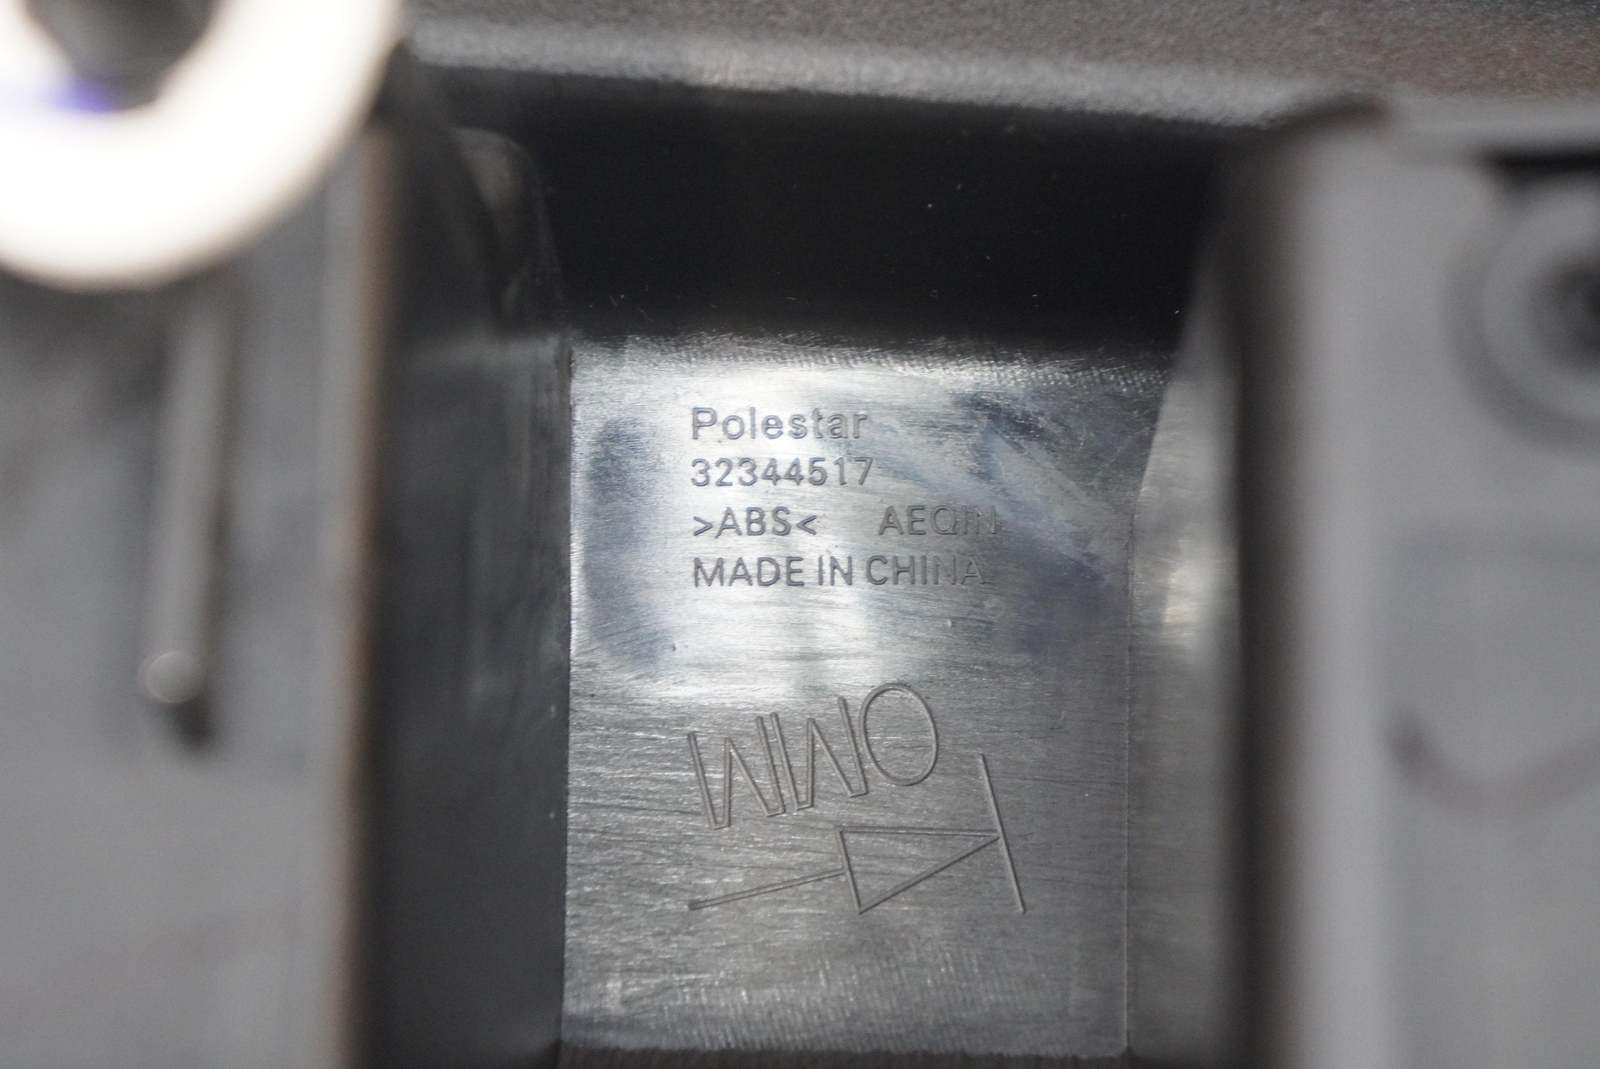 Polestar
32344517
>ABS< AEQIN
MADE IN CHINA